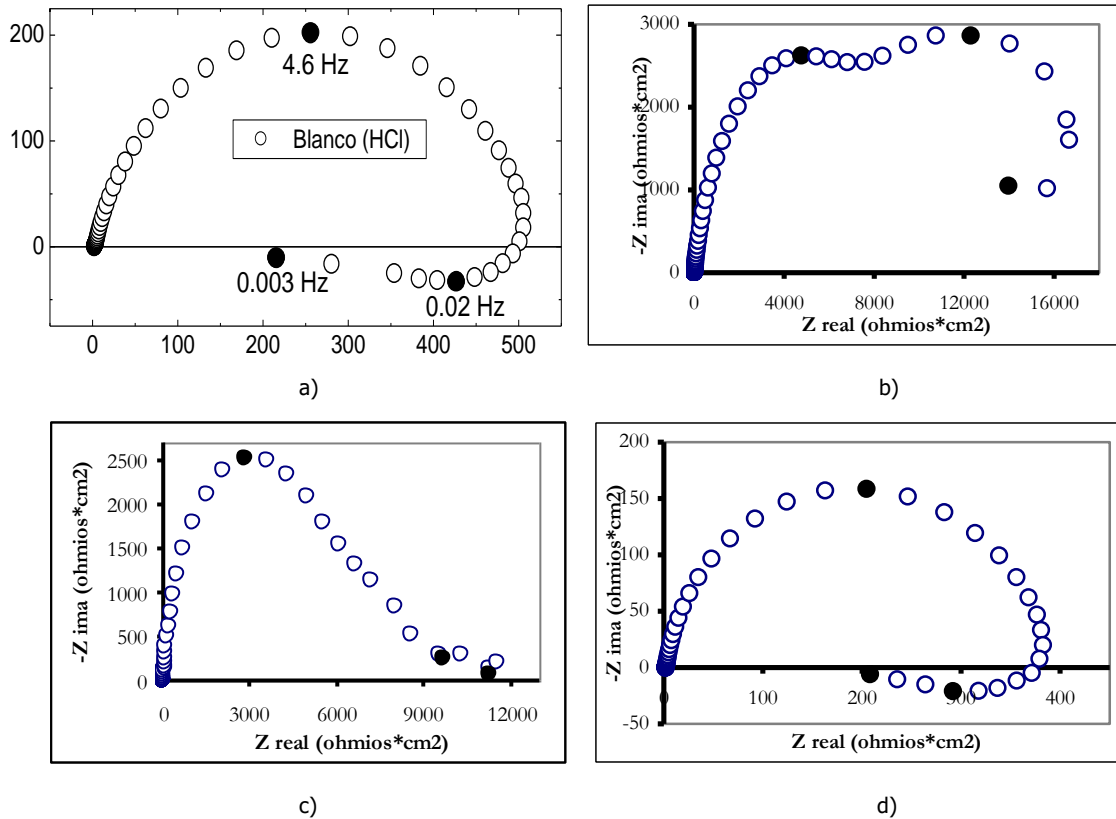 200
100
0
4.6 Hz
Blanco (HCl)
0.003 Hz
0.02 Hz
0 100 200 300 400 500
a)
3000
2000
1000
0
-Z ima (ohmios*cm2)
0 4000 8000 12000 16000
Z real (ohmios*cm2)
b)
2500
2000
1500
1000
500
0
-Z ima (ohmios*cm2)
0 3000 6000 9000 12000
Z real (ohmios*cm2)
c)
200
150
100
50
0
-50
-Z ima (ohmios*cm2)
0 100 200 300 400
Z real (ohmios*cm2)
d)